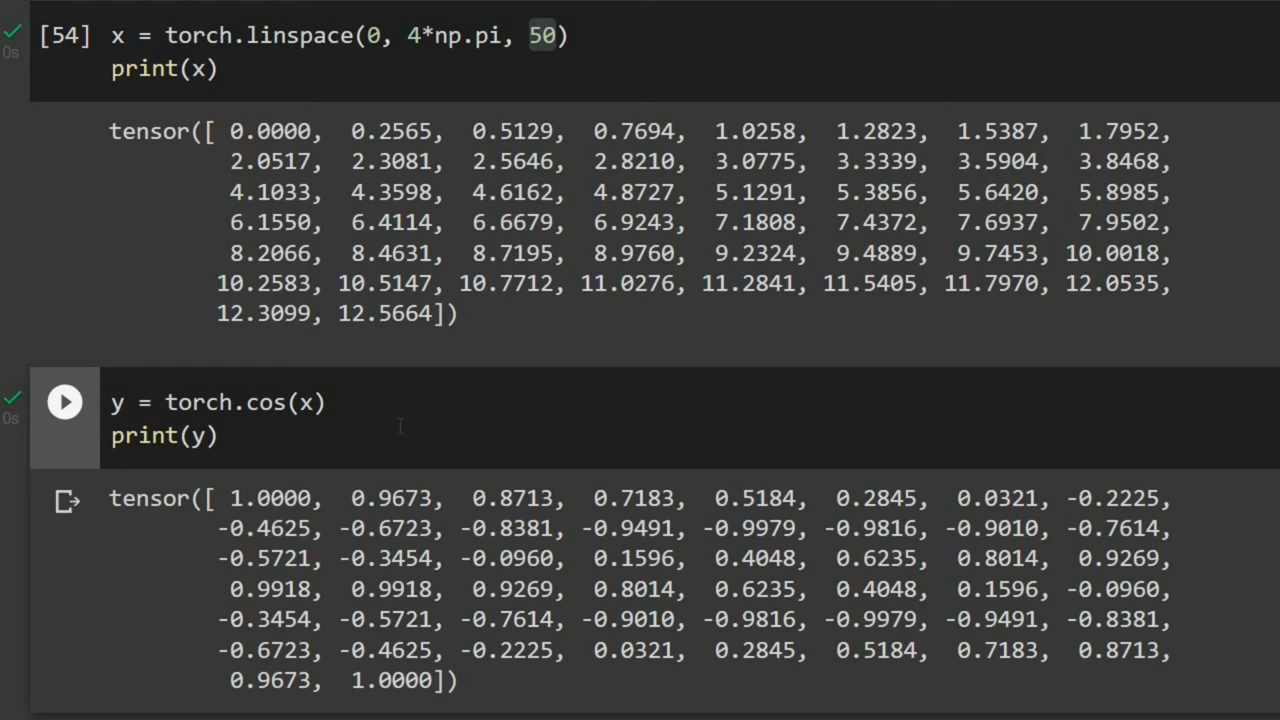 [54] x = torch.linspace(0, 4*np.pi, 50)
print(x)
0s
tensor([ 0.0000, 0.2565, 0.5129, 0.7694, 1.0258, 1.2823, 1.5387, 1.7952,
2.0517, 2.3081, 2.5646, 2.8210, 3.0775, 3.3339, 3.5904, 3.8468,
4.1033, 4.3598, 4.6162, 4.8727, 5.1291, 5.3856, 5.6420, 5.8985,
6.1550, 6.4114, 6.6679, 6.9243, 7.1808, 7.4372, 7.6937, 7.9502,
8.2066, 8.4631, 8.7195, 8.9760, 9.2324, 9.4889, 9.7453, 10.0018,
10.2583, 10.5147, 10.7712, 11.0276, 11.2841, 11.5405, 11.7970, 12.0535,
12.3099, 12.5664])
y = torch.cos(x)
0s
print(y)
tensor([ 1.0000, 0.9673, 0.8713, 0.7183, 0.5184, 0.2845, 0.0321, -0.2225,
-0.4625, -0.6723, -0.8381, -0.9491, -0.9979, -0.9816, -0.9010, -0.7614,
-0.5721, -0.3454, -0.0960, 0.1596, 0.4048, 0.6235, 0.8014, 0.9269,
0.9918, 0.9918, 0.9269, 0.8014, 0.6235, 0.4048, 0.1596, -0.0960,
-0.3454, -0.5721, -0.7614, -0.9010, -0.9816, -0.9979, -0.9491, -0.8381,
-0.6723, -0.4625, -0.2225, 0.0321, 0.2845, 0.5184, 0.7183, 0.8713,
0.9673, 1.0000])